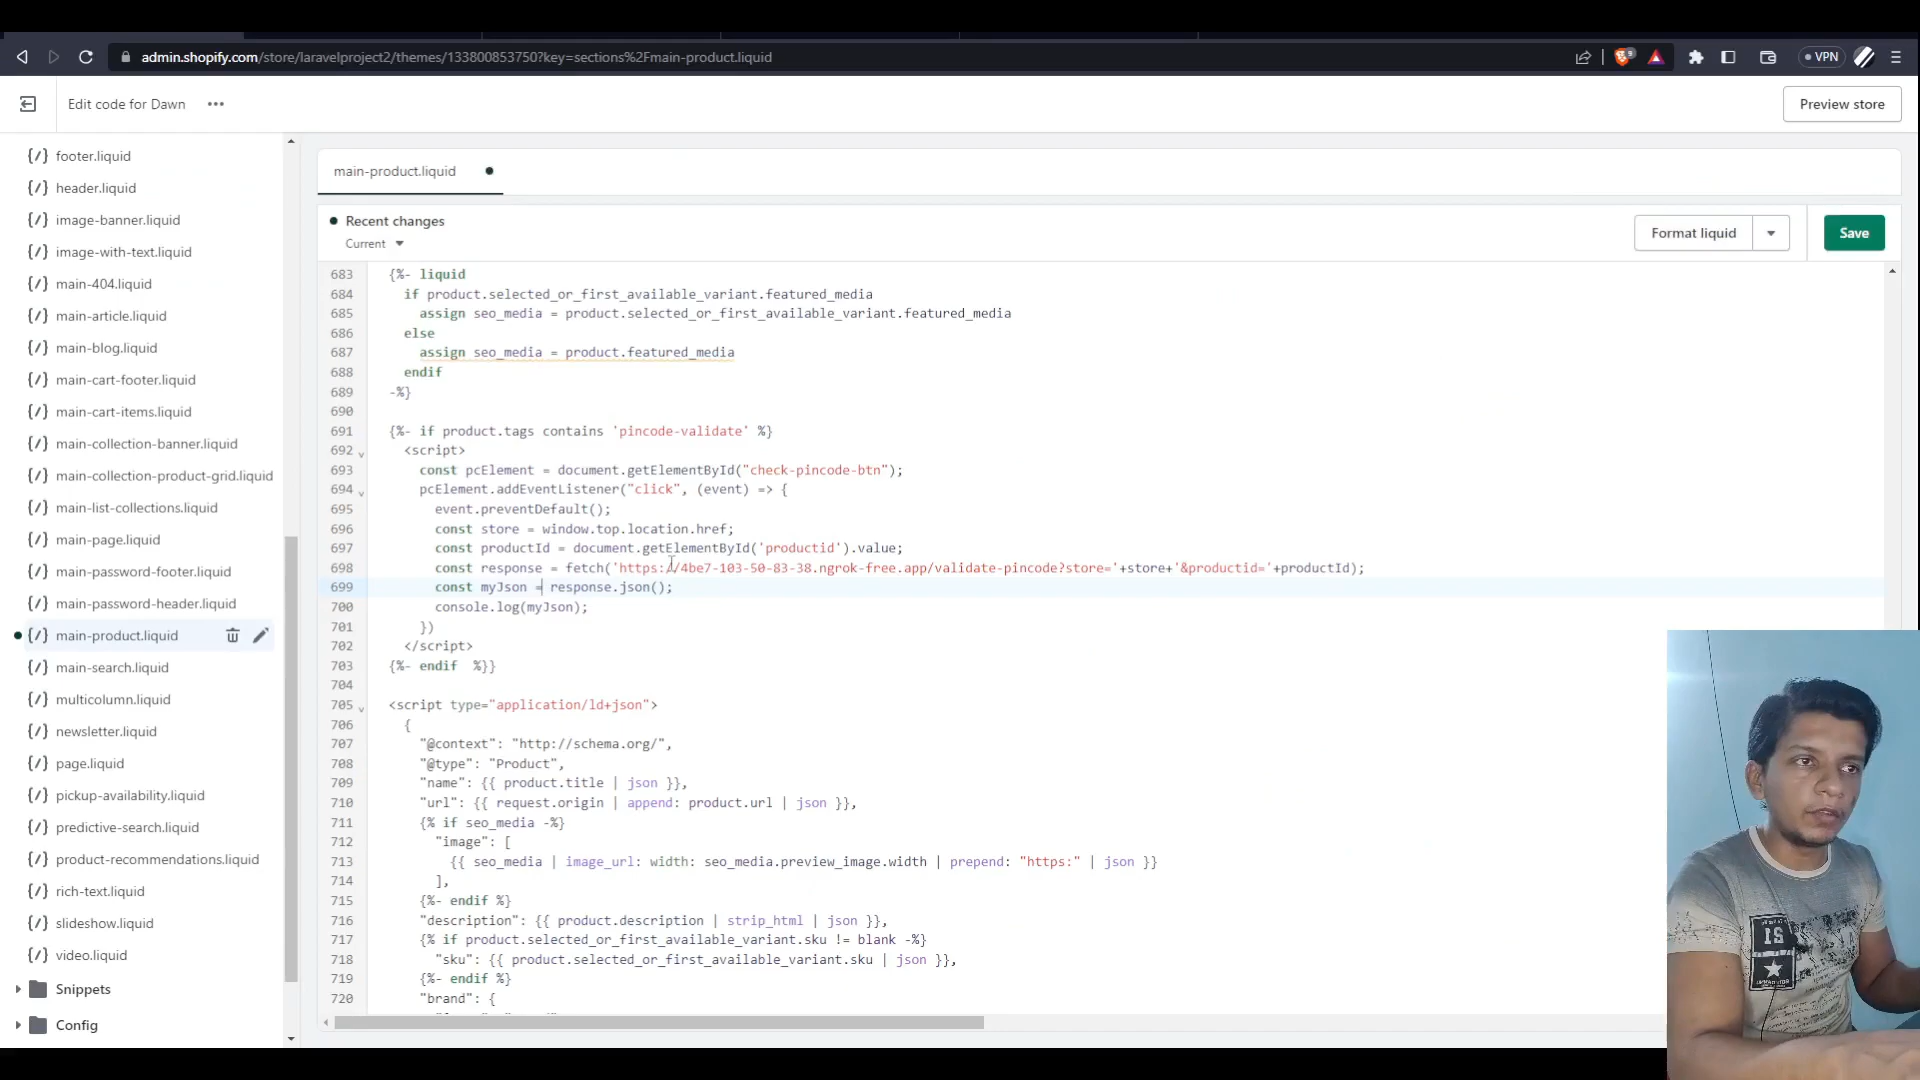 admin.shopify.com/store/laravelproject2/themes/133800853750?key=sections%2Fmain-product.liquid
9
VPN
Edit code for Dawn
Preview store
{/} footer.liquid
{/} header.liquid
{/} image-banner.liquid
{/} image-with-text.liquid
{/} main-404.liquid
{/} main-article.liquid
{/} main-blog.liquid
{/} main-cart-footer.liquid
{/} main-cart-items.liquid
{/} main-collection-banner.liquid
{/} main-collection-product-grid.liquid
{/} main-list-collections.liquid
{/} main-page.liquid
{/} main-password-footer.liquid
{/} main-password-header.liquid
{/} main-product.liquid
{/} main-search.liquid
{/} multicolumn.liquid
{/} newsletter.liquid
{/} page.liquid
{/} pickup-availability.liquid
{/} predictive-search.liquid
{/} product-recommendations.liquid
{/} rich-text.liquid
{/} slideshow.liquid
{/} video.liquid
Snippets
Config
main-product.liquid
Recent changes
Current
Format liquid
Save
683 {%- liquid
684 if product.selected_or_first_available_variant.featured_media
685 assign seo_media = product.selected_or_first_available_variant.featured_media
686 else
687 assign seo_media = product.featured_media
688 endif
689 -%}
690
691 {%- if product.tags contains 'pincode-validate' %}
692 <script>
693 const pcElement = document.getElementById("check-pincode-btn");
694 pcElement.addEventListener("click", (event) => {
695 event.preventDefault();
696 const store = window.top.location.href;
697 const productId = document.getElementById('productid').value;
698 const response = fetch('https://4be7-103-50-83-38.ngrok-free.app/validate-pincode?store='+store+'&productid='+productId);
699 const myJson = response.json();
700 console.log(myJson);
701 })
702 </script>
703 {%- endif  %}}
704
705 <script type="application/ld+json">
706 {
707 "@context": "http://schema.org/",
708 "@type": "Product",
709 "name": {{ product.title | json }},
710 "url": {{ request.origin | append: product.url | json }},
711 {% if seo_media -%}
712 "image": [
713 {{ seo_media | image_url: width: seo_media.preview_image.width | prepend: "https:" | json }}
714 ],
715 {%- endif %}
716 "description": {{ product.description | strip_html | json }},
717 {% if product.selected_or_first_available_variant.sku != blank -%}
718 "sku": {{ product.selected_or_first_available_variant.sku | json }},
719 {%- endif %}
720 "brand": {